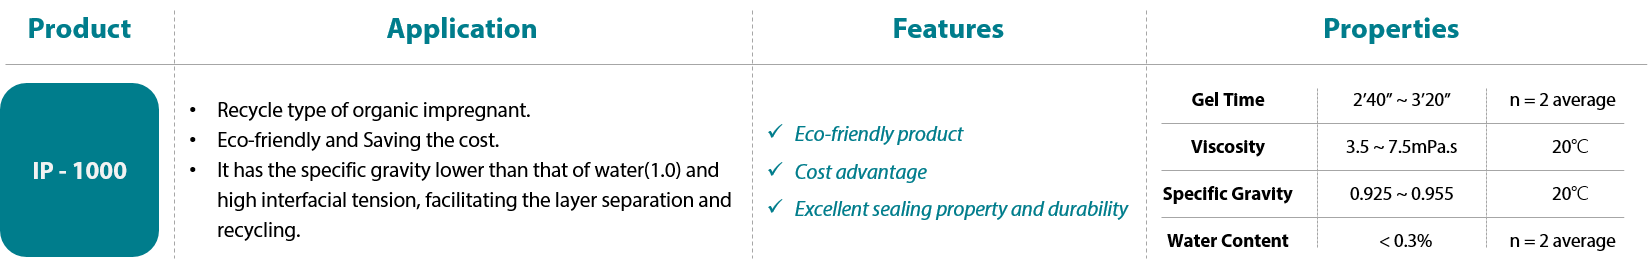 Product Application Features Properties
IP - 1000
• Recycle type of organic impregnant.
• Eco-friendly and Saving the cost.
• It has the specific gravity lower than that of water(1.0) and
high interfacial tension, facilitating the layer separation and
recycling.
✓ Eco-friendly product
✓ Cost advantage
✓ Excellent sealing property and durability
Gel Time 2’40” ~ 3’20” n = 2 average
Viscosity 3.5 ~ 7.5mPa.s 20℃
Specific Gravity 0.925 ~ 0.955 20℃
Water Content < 0.3% n = 2 average